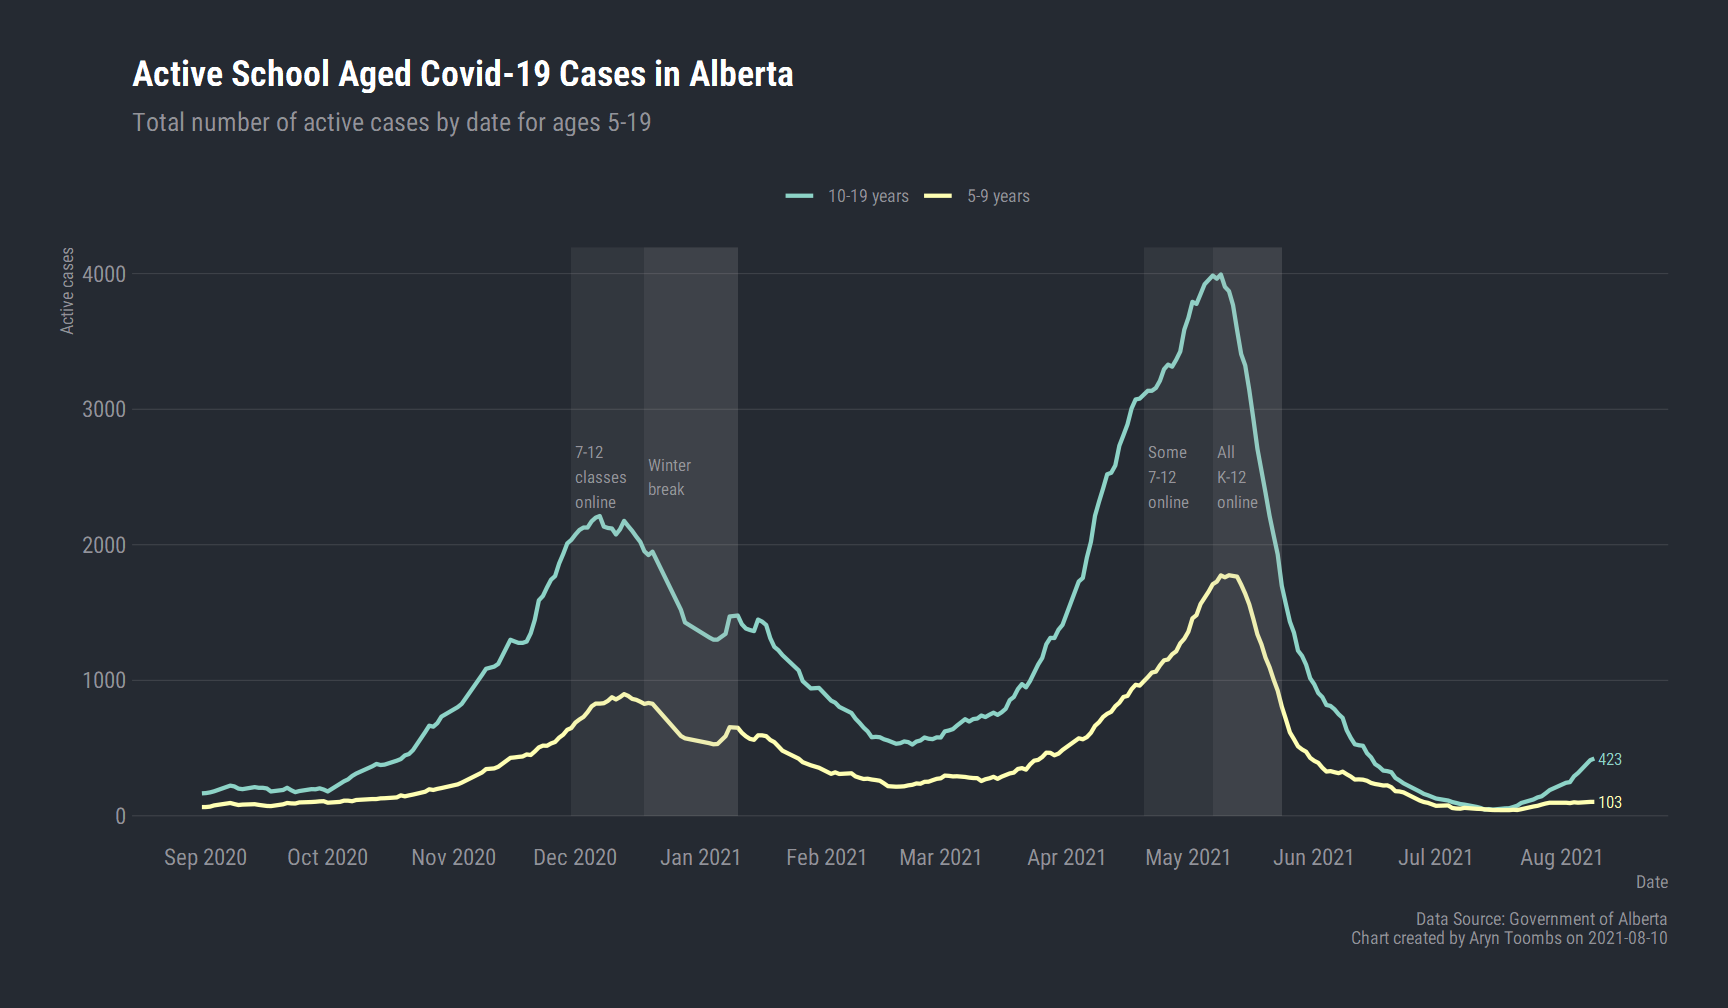 Active School Aged Covid-19 Cases in Alberta
Total number of active cases by date for ages 5-19
10-19 years
5-9 years
Active cases
4000
3000
2000
1000
0
7-12
classes
online
Winter
break
Some
7-12
online
All
K-12
online
423
103
Sep 2020
Oct 2020
Nov 2020
Dec 2020
Jan 2021
Feb 2021
Mar 2021
Apr 2021
May 2021
Jun 2021
Jul 2021
Aug 2021
Date
Data Source: Government of Alberta
Chart created by Aryn Toombs on 2021-08-10